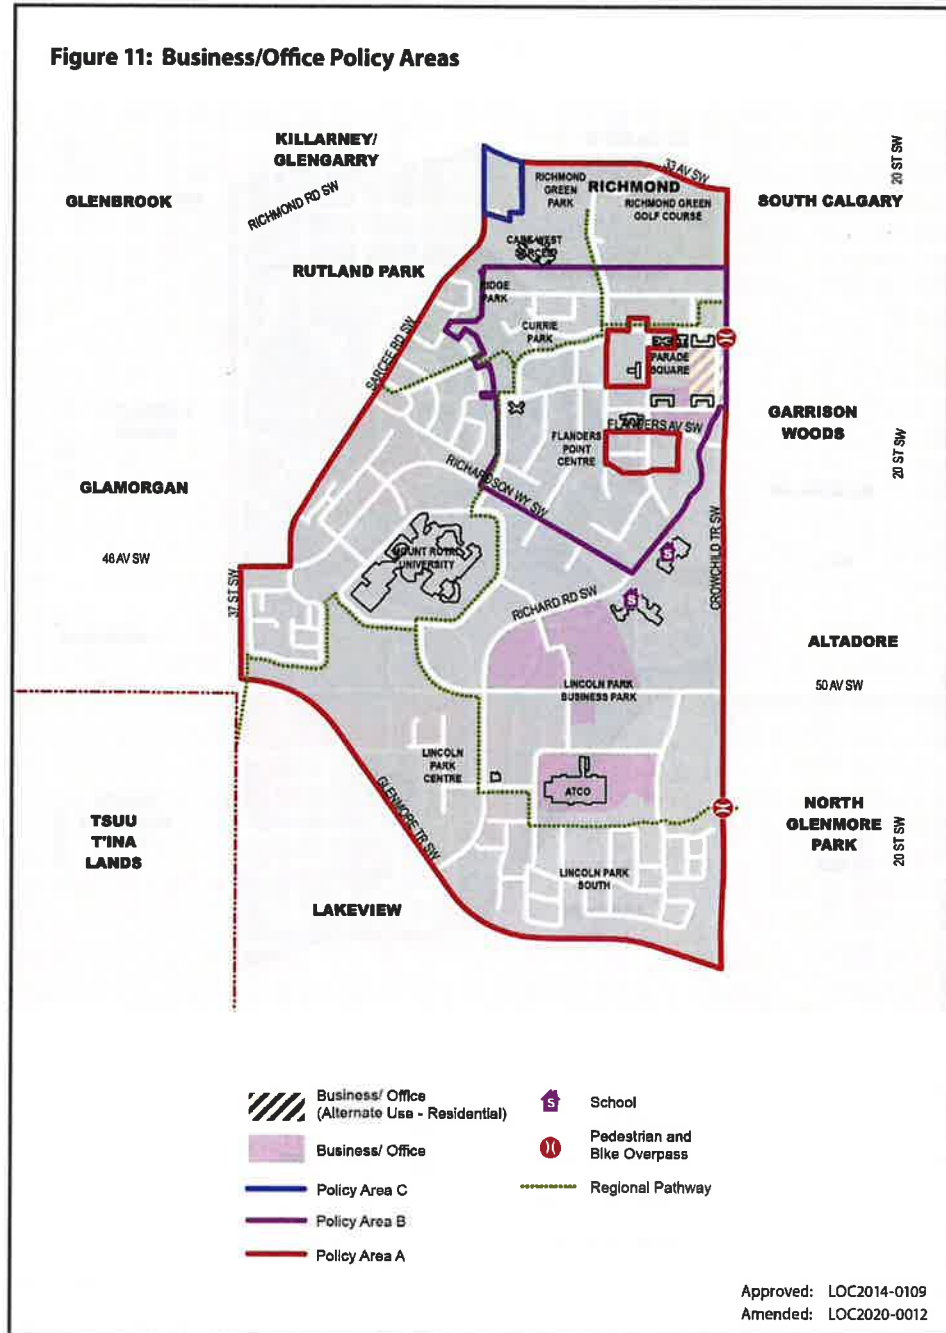 Figure 11: Business/Office Policy Areas
KILLARNEY/
GLENGARRY
GLENBROOK
RICHMOND RD SW
33 AV SW
20 ST SW
RICHMOND
GREEN
PARK
RICHMOND
RICHMOND GREEN
GOLF COURSE
SOUTH CALGARY
SARCEE
RUTLAND PARK
RIDGE
PARK
CURRIE
PARK
SARCEE RD SW
PARADE
SQUARE
GARRISON
WOODS
FLANDERS AV SW
FLANDERS
POINT
CENTRE
20 ST SW
GLAMORGAN
RICHARDSON WY SW
CROWCHILD TR SW
46 AV SW
MOUNT ROYAL
UNIVERSITY
S
37 ST SW
RICHARD RD SW
S
ALTADORE
LINCOLN PARK
BUSINESS PARK
50 AV SW
LINCOLN
PARK
CENTRE
ATCO
GLENMORE TR SW
TSUU
T'INA
LANDS
NORTH
GLENMORE
PARK
20 ST SW
LINCOLN PARK
SOUTH
LAKEVIEW
Business/ Office
(Alternate Use - Residential)
Business/ Office
Policy Area C
Policy Area B
Policy Area A
S School
Pedestrian and
Bike Overpass
Regional Pathway
Approved: LOC2014-0109
Amended: LOC2020-0012